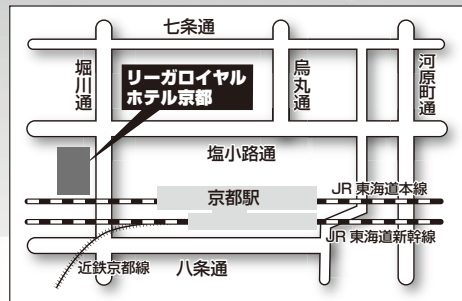 七条通
堀川通
リーガロイヤル
ホテル京都
烏丸通
河原町通
塩小路通
京都駅
JR 東海道本線
JR 東海道新幹線
近鉄京都線
八条通